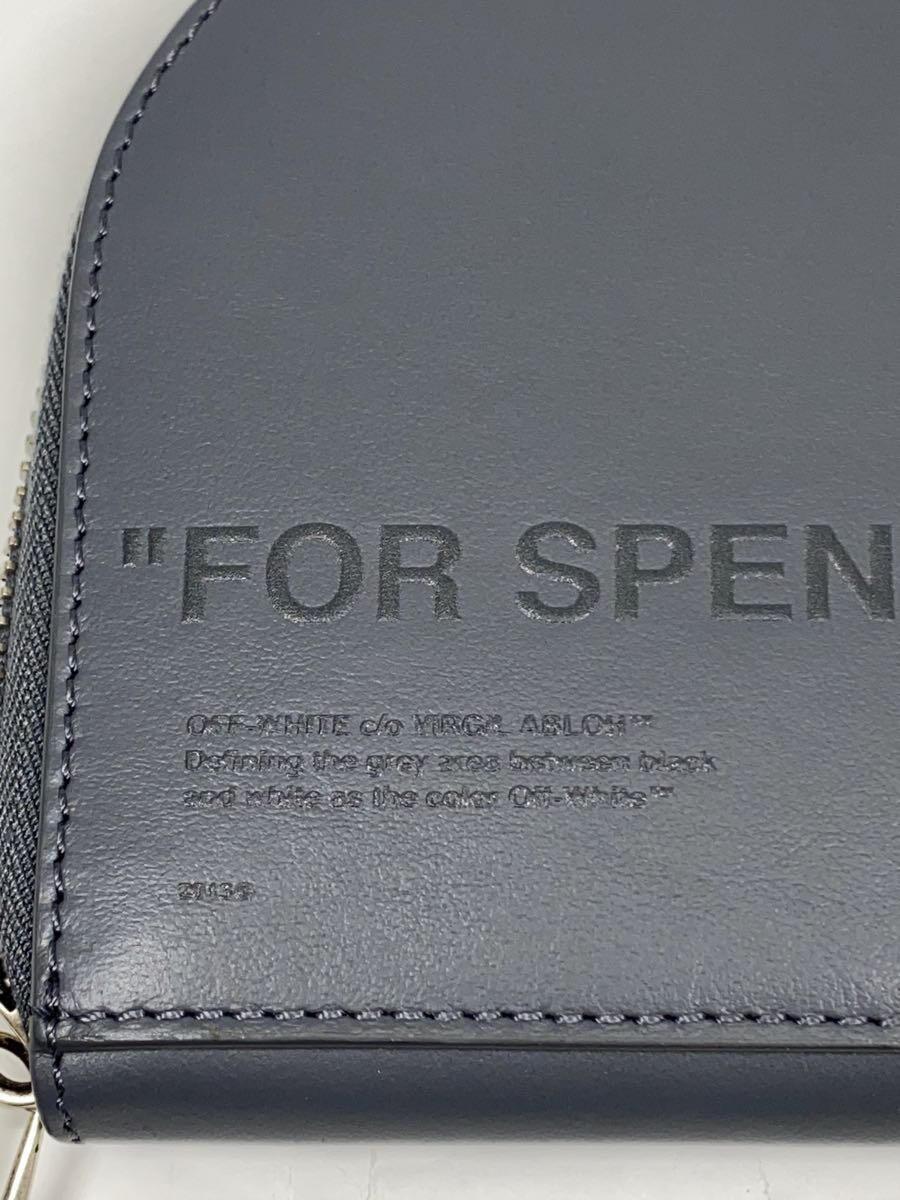 "FOR SPEN
OFF-WHITE c/o VIRGIL ABLOH™
Defining the grey area between black
and white as the color Off-White™